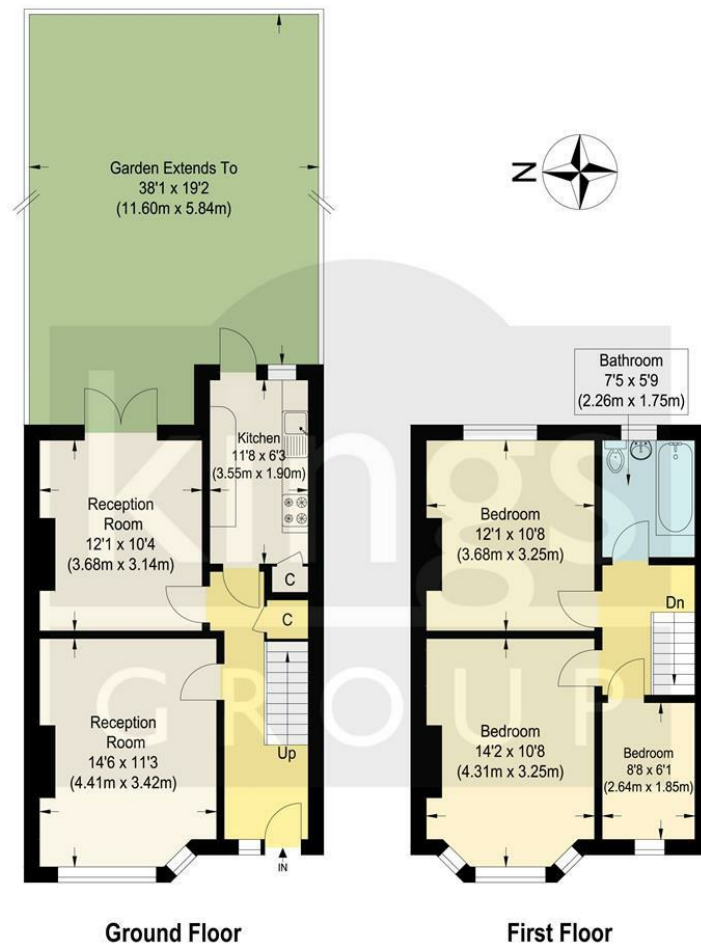 Garden Extends To
38'1 x 19'2
(11.60m x 5.84m)
N
Kitchen
11'8 x 6'3
(3.55m x 1.90m)
Reception
Room
12'1 x 10'4
(3.68m x 3.14m)
C
C
Reception
Room
14'6 x 11'3
(4.41m x 3.42m)
Up
IN
Ground Floor
Bathroom
7'5 x 5'9
(2.26m x 1.75m)
Bedroom
12'1 x 10'8
(3.68m x 3.25m)
Dn
Bedroom
14'2 x 10'8
(4.31m x 3.25m)
Bedroom
8'8 x 6'1
(2.64m x 1.85m)
First Floor
kings
GROUP